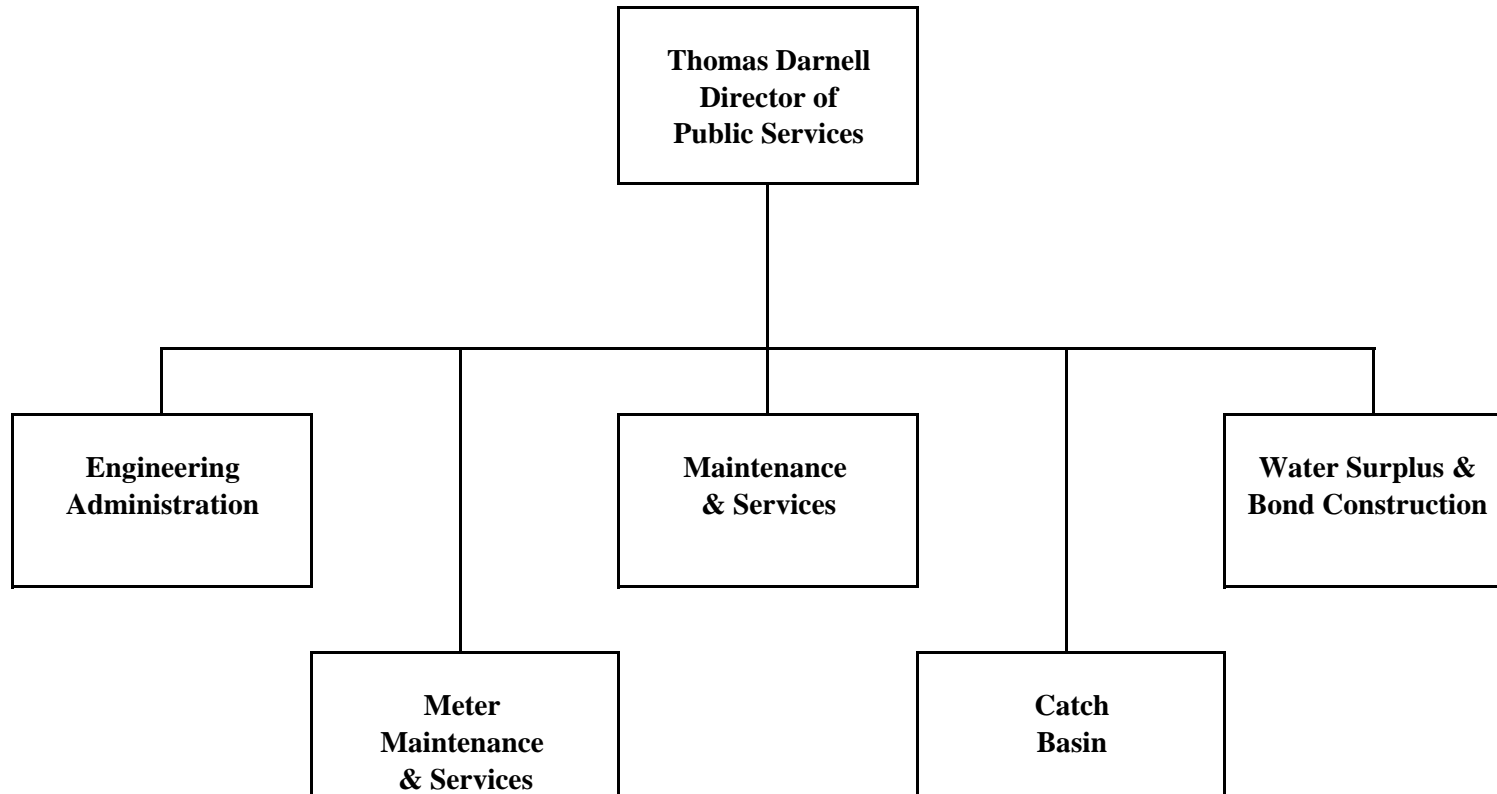 Thomas Darnell
Director of
Public Services
Engineering
Administration
Maintenance
& Services
Water Surplus &
Bond Construction
Meter
Maintenance
& Services
Catch
Basin